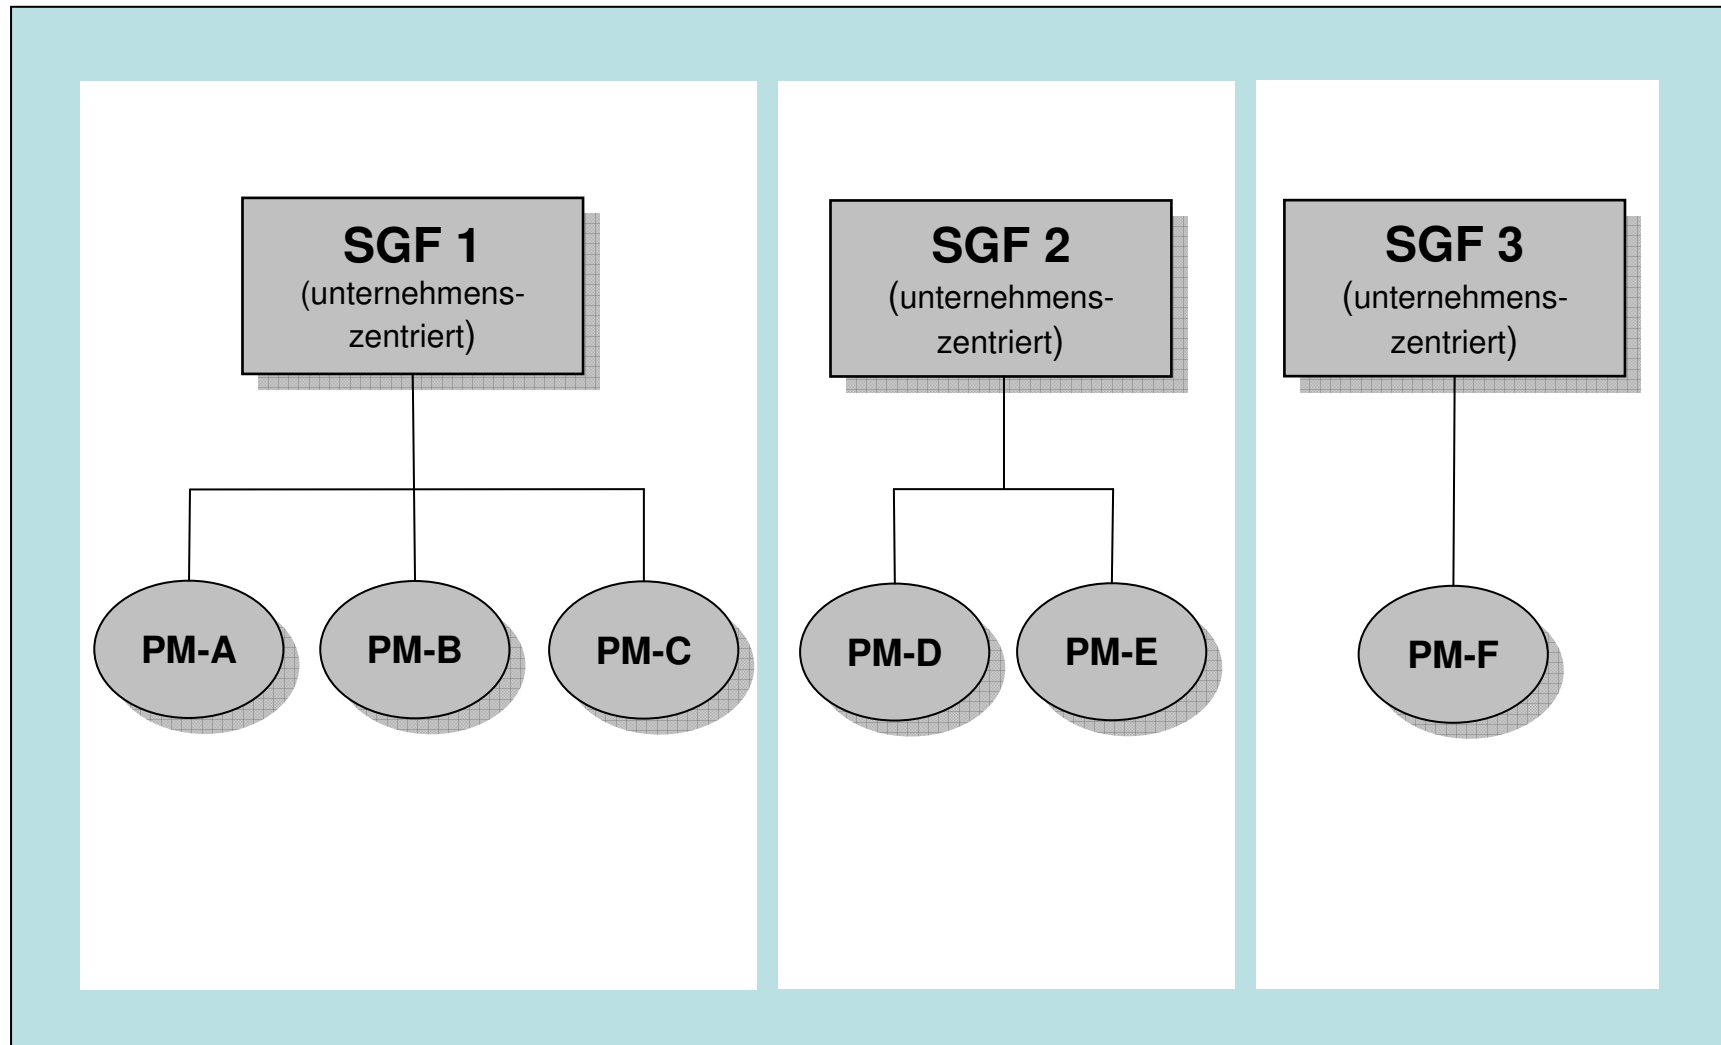 SGF 1
(unternehmens-
zentriert)
SGF 2
(unternehmens-
zentriert)
SGF 3
(unternehmens-
zentriert)
PM-A
PM-B
PM-C
PM-D
PM-E
PM-F